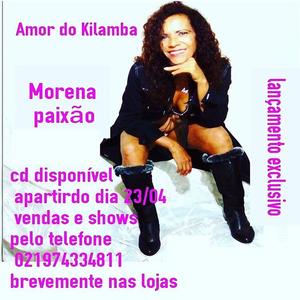 Amor do Kilamba
Morena
paixão
cd disponível
apartirdo dia 23/04
vendas e shows
pelo telefone
021974334811
brevemente nas lojas
lançamento exclusivo